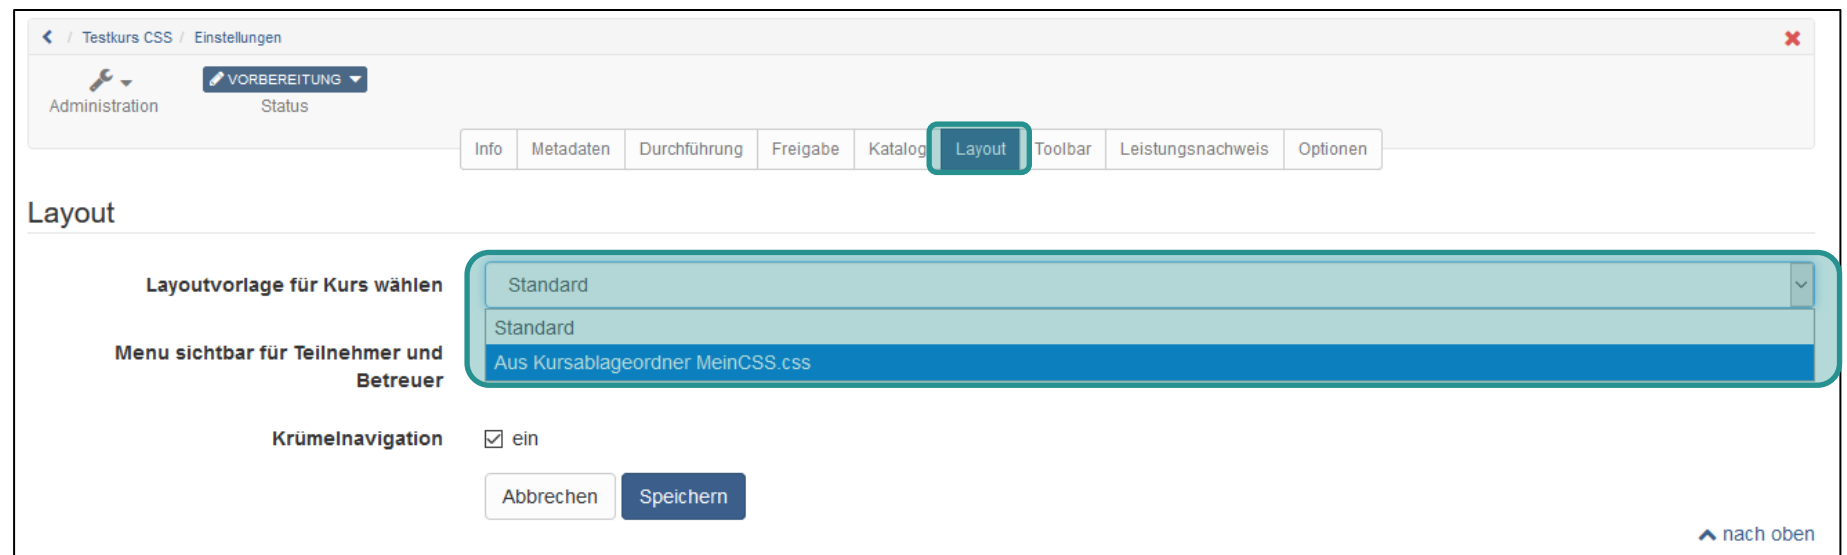 / Testkurs CSS / Einstellungen
Administration
VORBEREITUNG
Status
Info Metadaten Durchführung Freigabe Katalog Layout Toolbar Leistungsnachweis Optionen
Layout
Layoutvorlage für Kurs wählen
Standard
Standard
Menu sichtbar für Teilnehmer und
Betreuer
Aus Kursablageordner MeinCSS.css
Krümelnavigation
ein
Abbrechen Speichern
nach oben